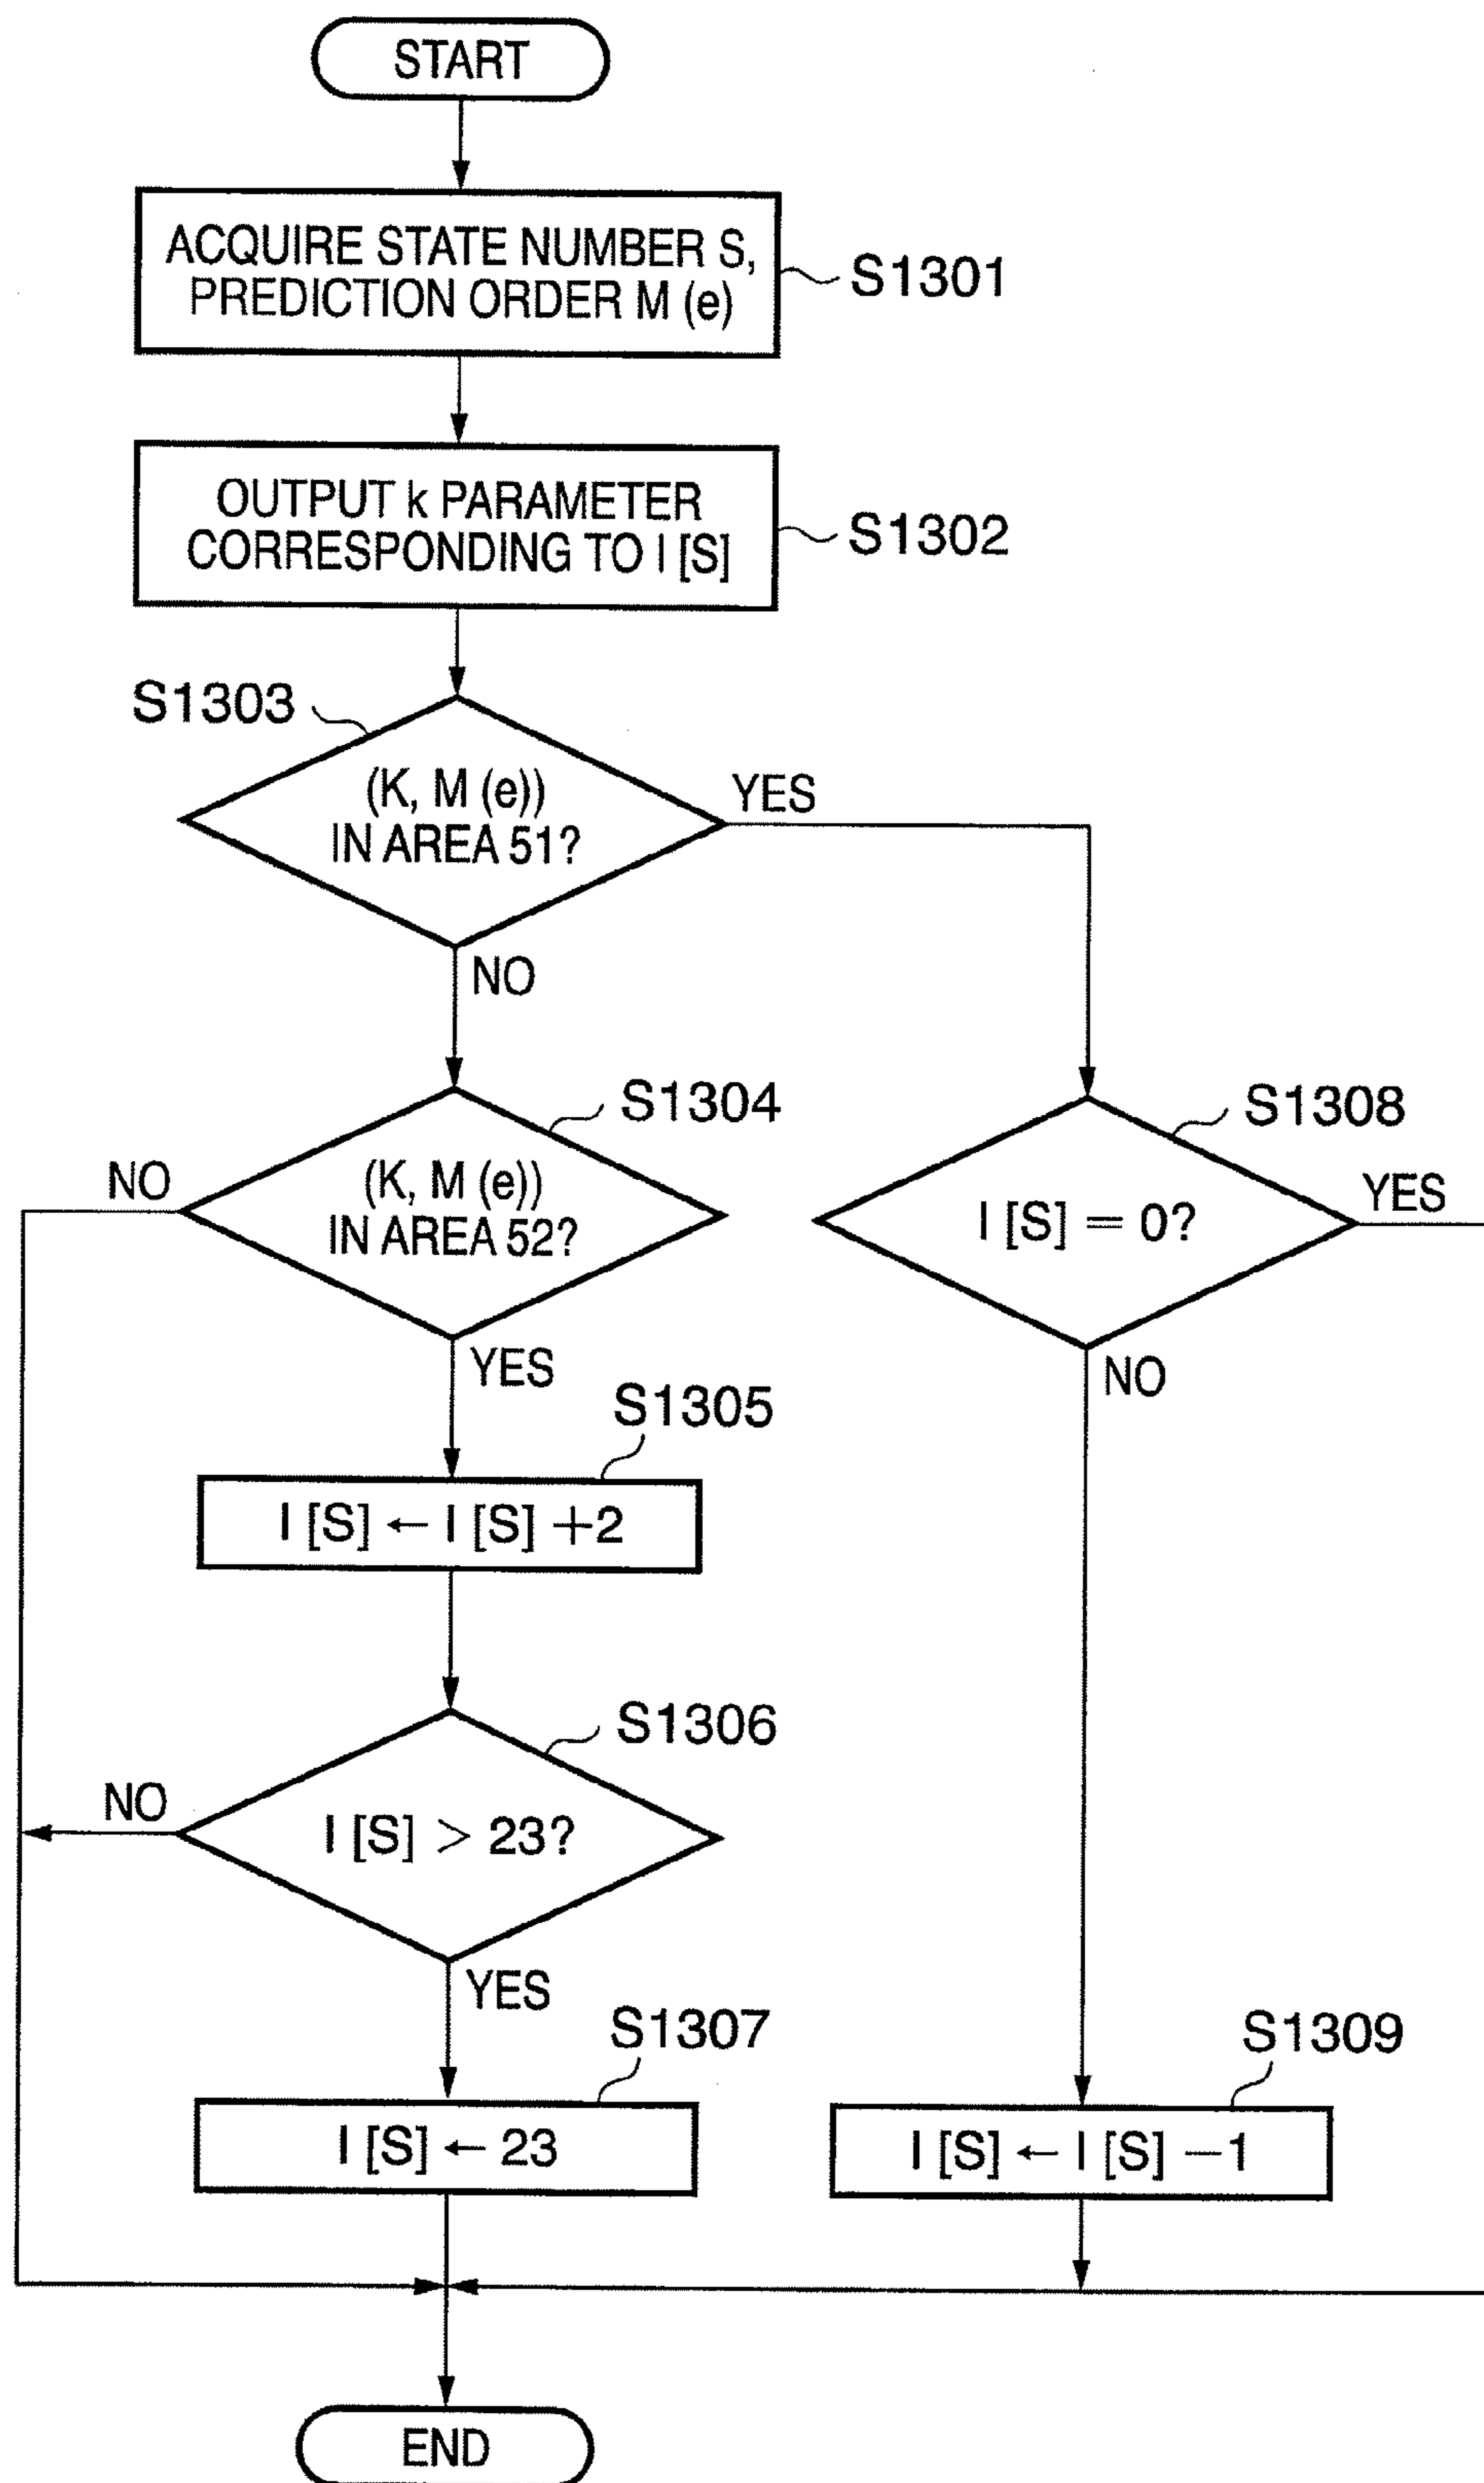 START
ACQUIRE STATE NUMBER S,
PREDICTION ORDER M (e)
S1301
OUTPUT k PARAMETER
CORRESPONDING TO I [S]
S1302
S1303
(K, M (e))
IN AREA 51?
YES
NO
S1304
(K, M (e))
IN AREA 52?
NO
YES
S1308
I [S] = 0?
YES
NO
S1305
I [S] ← I [S] +2
S1306
I [S] > 23?
NO
YES
S1307
I [S] ← 23
S1309
I [S] ← I [S] −1
END